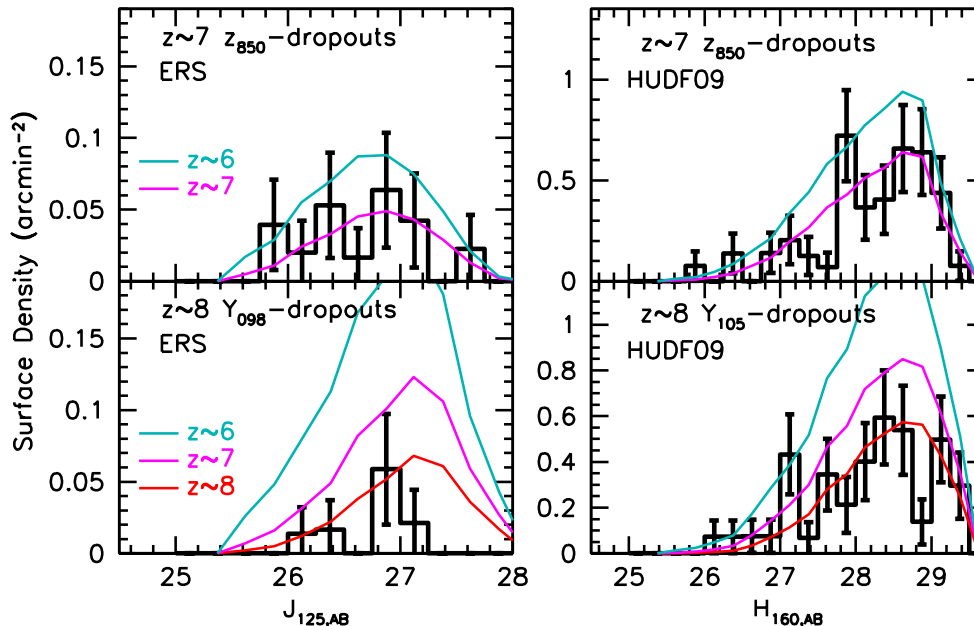 z∼7 z850−dropouts
ERS
0.15
0.1
0.05
0
z∼6
z∼7
z∼7 z850−dropouts
HUDF09
1
0.5
0
z∼8 Y098−dropouts
ERS
0.15
0.1
0.05
0
z∼6
z∼7
z∼8
z∼8 Y105−dropouts
HUDF09
1
0.8
0.6
0.4
0.2
0
Surface Density (arcmin−2)
25 26 27 28
J125,AB
25 26 27 28 29
H160,AB